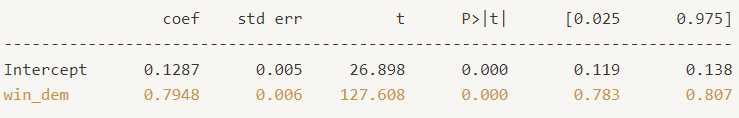 coef std err t P>|t| [0.025 0.975]
------------------------------------------------------------------------------
Intercept 0.1287 0.005 26.898 0.000 0.119 0.138
win_dem 0.7948 0.006 127.608 0.000 0.783 0.807